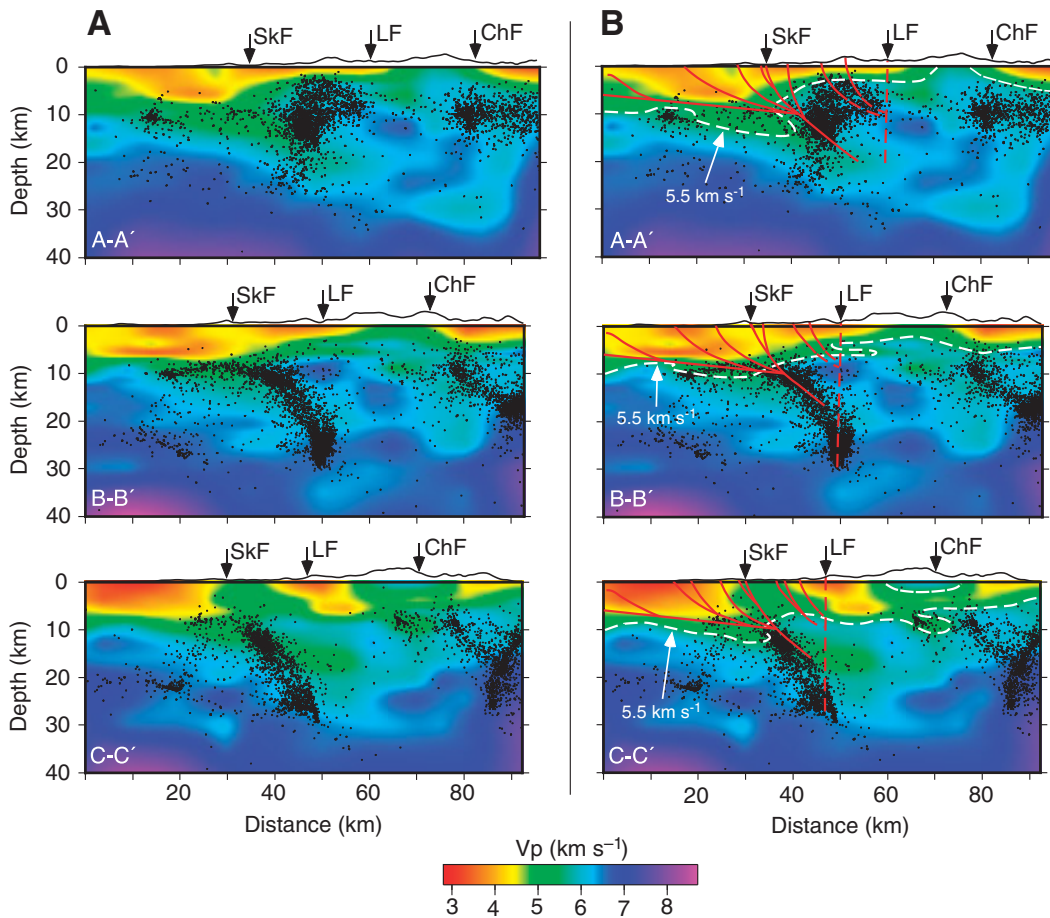 A
B
SkF LF ChF
SkF LF ChF
0
10
20
30
40
Depth (km)
A-A′
5.5 km s–1
A-A′
SkF LF ChF
SkF LF ChF
0
10
20
30
40
Depth (km)
B-B′
5.5 km s–1
B-B′
SkF LF ChF
SkF LF ChF
0
10
20
30
40
Depth (km)
C-C′
5.5 km s–1
C-C′
20 40 60 80
20 40 60 80
Distance (km)
Distance (km)
Vp (km s–1)
3 4 5 6 7 8